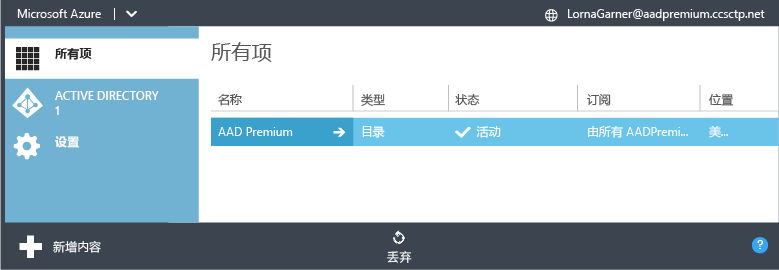 Microsoft Azure
LornaGarner@aadpremium.ccsctp.net
所有项
ACTIVE DIRECTORY
1
设置
所有项
名称 类型 状态 订阅 位置
AAD Premium 目录 活动 由所有 AADPremi... 美...
新增内容
丢弃
?